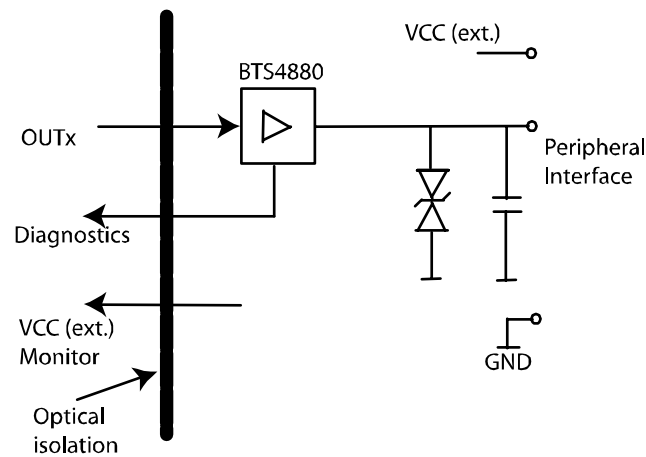 VCC (ext.)
BTS4880
OUTx
Peripheral
Interface
Diagnostics
VCC (ext.)
Monitor
GND
Optical
isolation